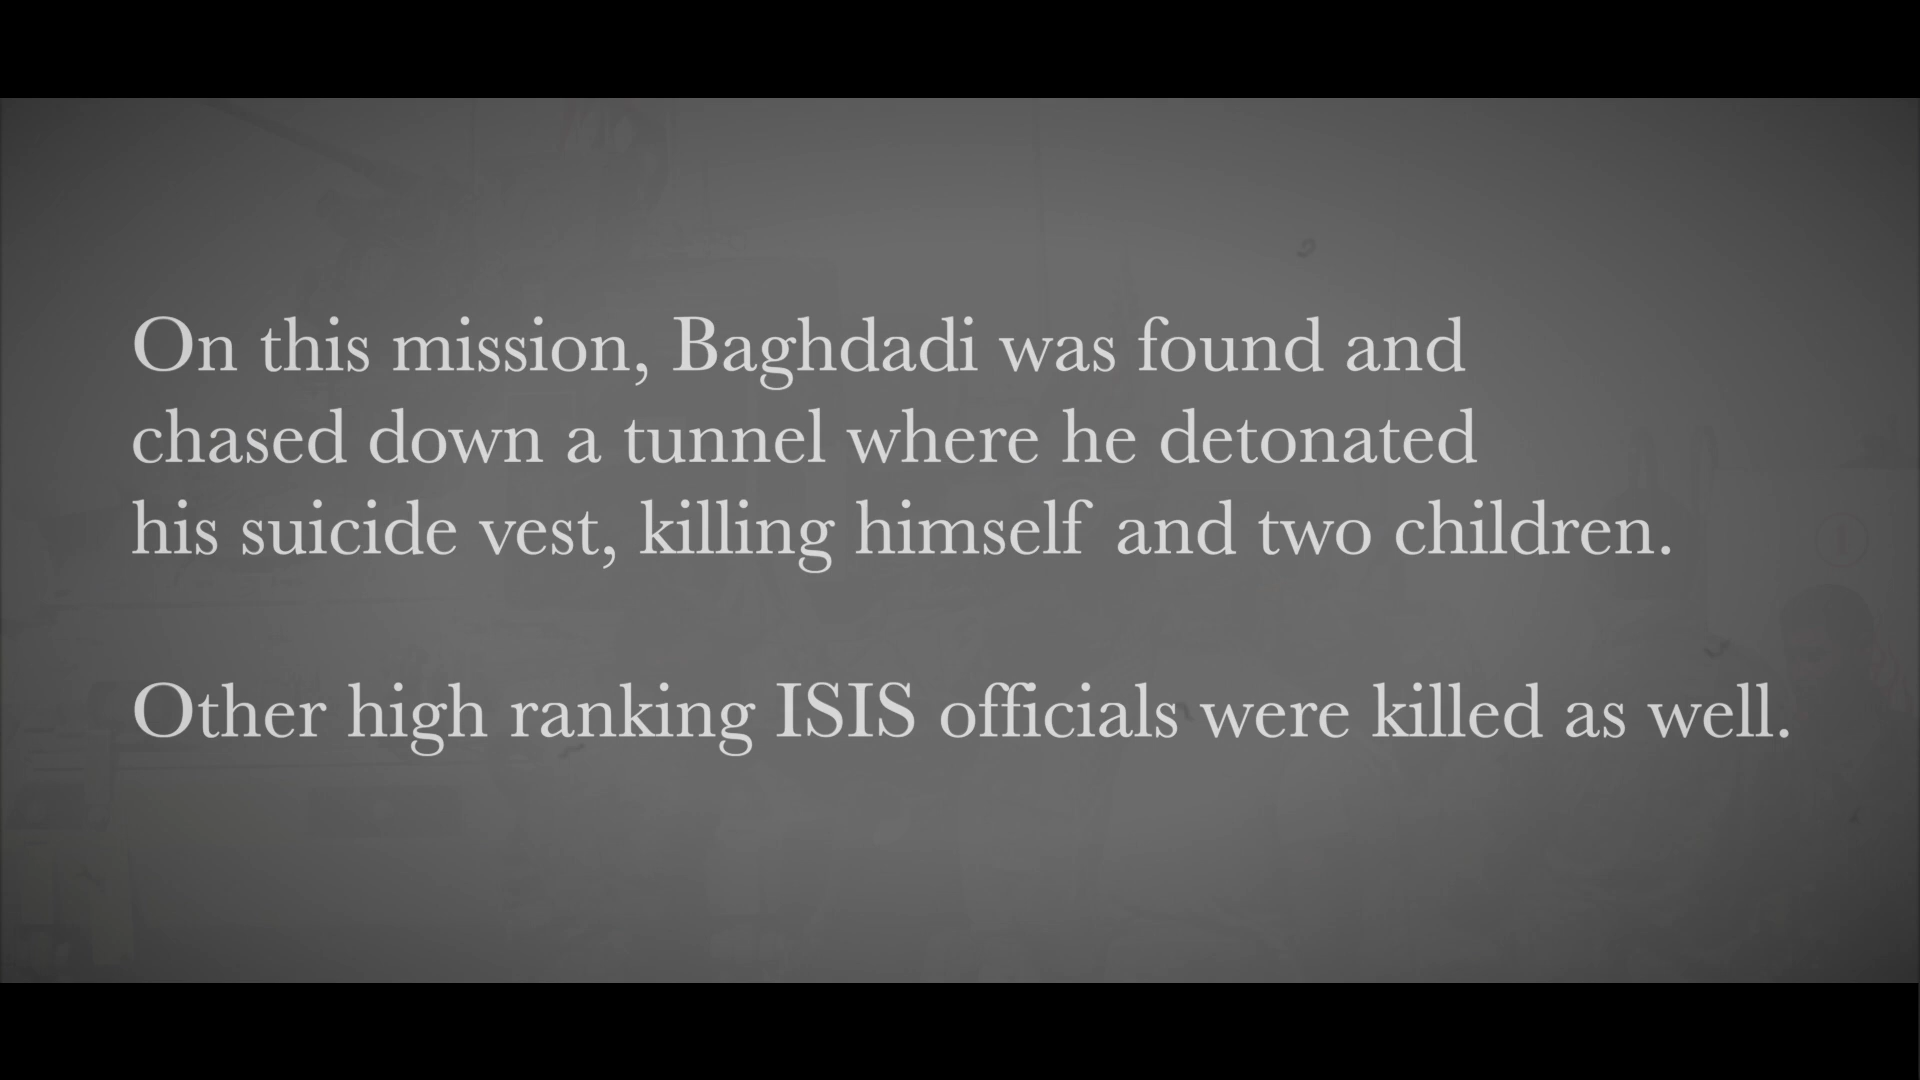 On this mission, Baghdadi was found and
chased down a tunnel where he detonated
his suicide vest, killing himself and two children.
Other high ranking ISIS officials were killed as well.